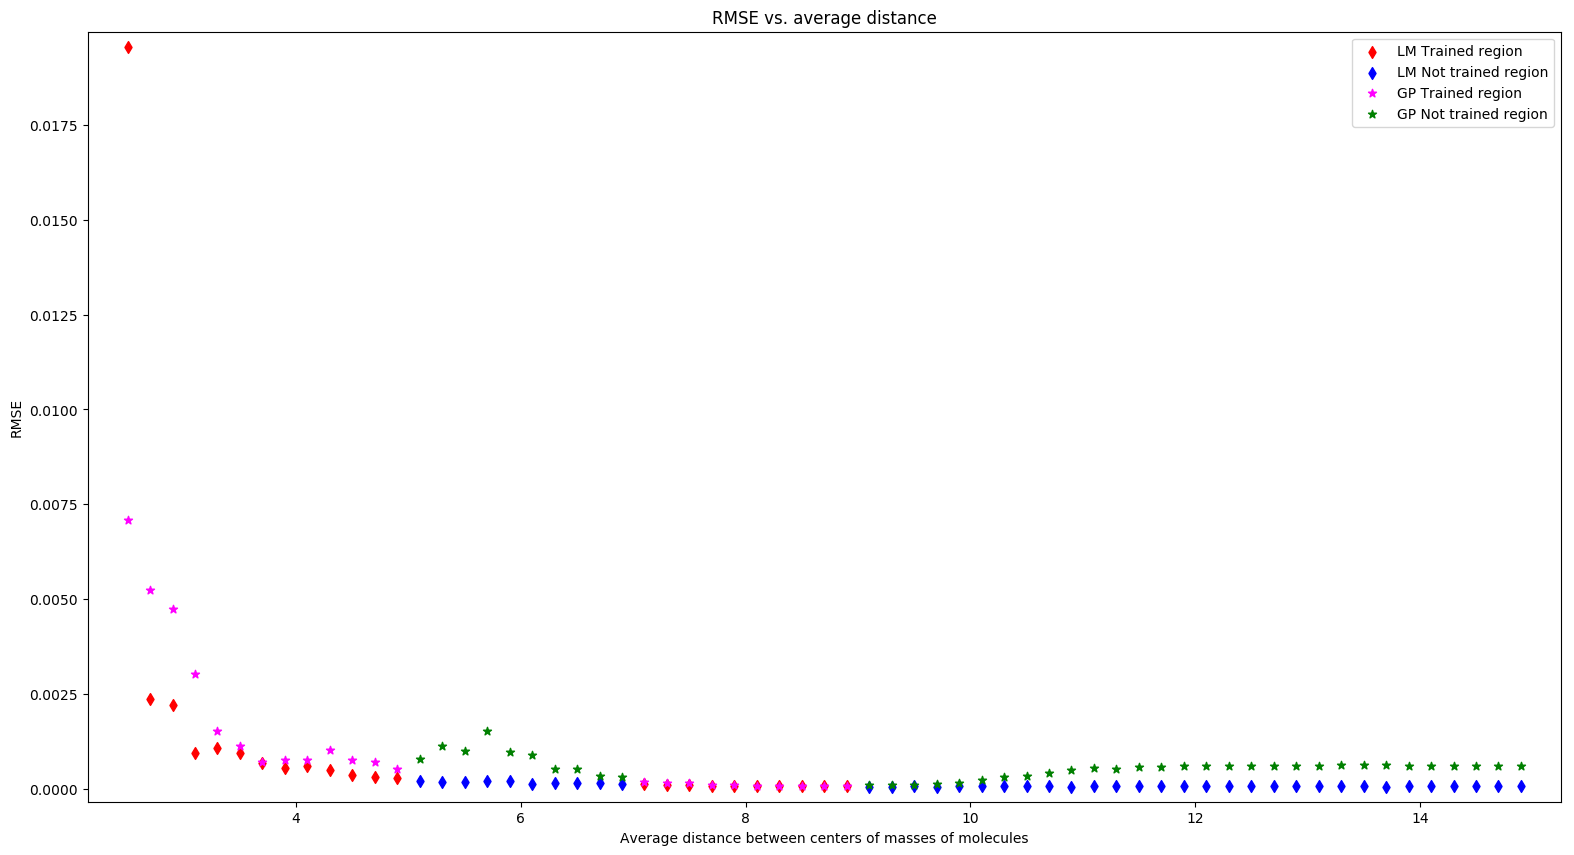 RMSE vs. average distance
LM Trained region
LM Not trained region
GP Trained region
GP Not trained region
0.0175
0.0150
0.0125
0.0100
0.0075
0.0050
0.0025
0.0000
RMSE
4
6
8
10
12
14
Average distance between centers of masses of molecules